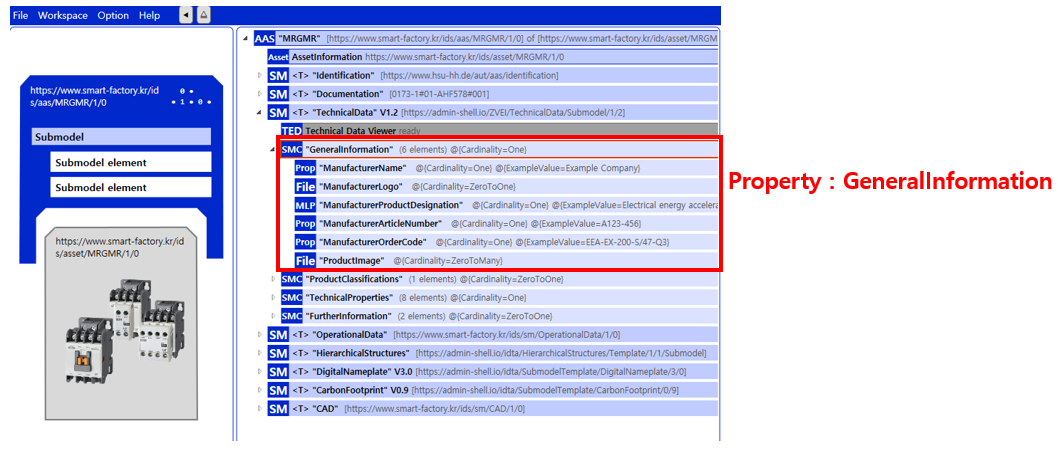 File Workspace Option Help
https://www.smart-factory.kr/id
s/aas/MRGMR/1/0
0
1 0
Submodel
Submodel element
Submodel element
https://www.smart-factory.kr/id
s/asset/MRGMR/1/0
AAS "MRGMR" [https://www.smart-factory.kr/ids/aas/MRGMR/1/0] of [https://www.smart-factory.kr/ids/asset/MRGM
Asset AssetInformation https://www.smart-factory.kr/ids/asset/MRGMR/1/0
SM <T> "Identification" [https://www.hsu-hh.de/aut/aas/identification]
SM <T> "Documentation" [0173-1#01-AHF578#001]
SM <T> "TechnicalData" V1.2 [https://admin-shell.io/ZVEI/TechnicalData/Submodel/1/2]
TED Technical Data Viewer ready
SMC "GeneralInformation" (6 elements) @{Cardinality=One}
Prop "ManufacturerName" @{Cardinality=One} @{ExampleValue=Example Company}
File "ManufacturerLogo" @{Cardinality=ZeroToOne}
MLP "ManufacturerProductDesignation" @{Cardinality=One} @{ExampleValue=Electrical energy accelera
Prop "ManufacturerArticleNumber" @{Cardinality=One} @{ExampleValue=A123-456}
Prop "ManufacturerOrderCode" @{Cardinality=One} @{ExampleValue=EEA-EX-200-S/47-Q3}
File "ProductImage" @{Cardinality=ZeroToMany}
SMC "ProductClassifications" (1 elements) @{Cardinality=ZeroToOne}
SMC "TechnicalProperties" (8 elements) @{Cardinality=One}
SMC "FurtherInformation" (2 elements) @{Cardinality=ZeroToOne}
SM <T> "OperationalData" [https://www.smart-factory.kr/ids/sm/OperationalData/1/0]
SM <T> "HierarchicalStructures" [https://admin-shell.io/idta/HierarchicalStructures/Template/1/1/Submodel]
SM <T> "DigitalNameplate" V3.0 [https://admin-shell.io/idta/SubmodelTemplate/DigitalNameplate/3/0]
SM <T> "CarbonFootprint" V0.9 [https://admin-shell.io/idta/SubmodelTemplate/CarbonFootprint/0/9]
SM <T> "CAD" [https://www.smart-factory.kr/ids/sm/CAD/1/0]
Property : GeneralInformation